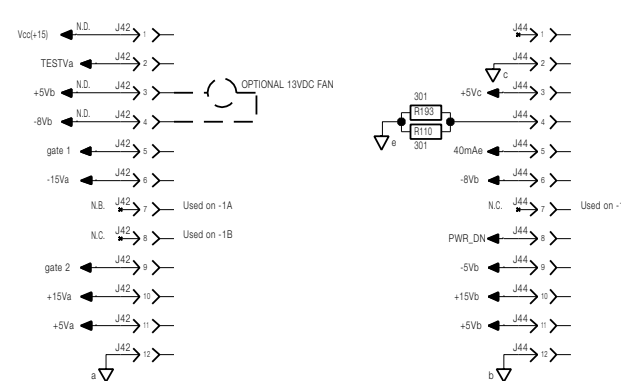 Vcc(+15) N.D. J42 1
TESTVa J42 2
+5Vb N.D. J42 3
OPTIONAL 13VDC FAN
-8Vb N.D. J42 4
gate 1 J42 5
-15Va J42 6
N.B. J42 7 Used on -1A
N.C. J42 8 Used on -1B
gate 2 J42 9
+15Va J42 10
+5Va J42 11
J42 12
a
J44 1
J44 2
c
+5Vc J44 3
301
R193
J44 4
R110
301
e
40mAe J44 5
-8Vb J44 6
N.C. J44 7 Used on -1
PWR_DN J44 8
-5Vb J44 9
+15Vb J44 10
+5Vb J44 11
J44 12
b